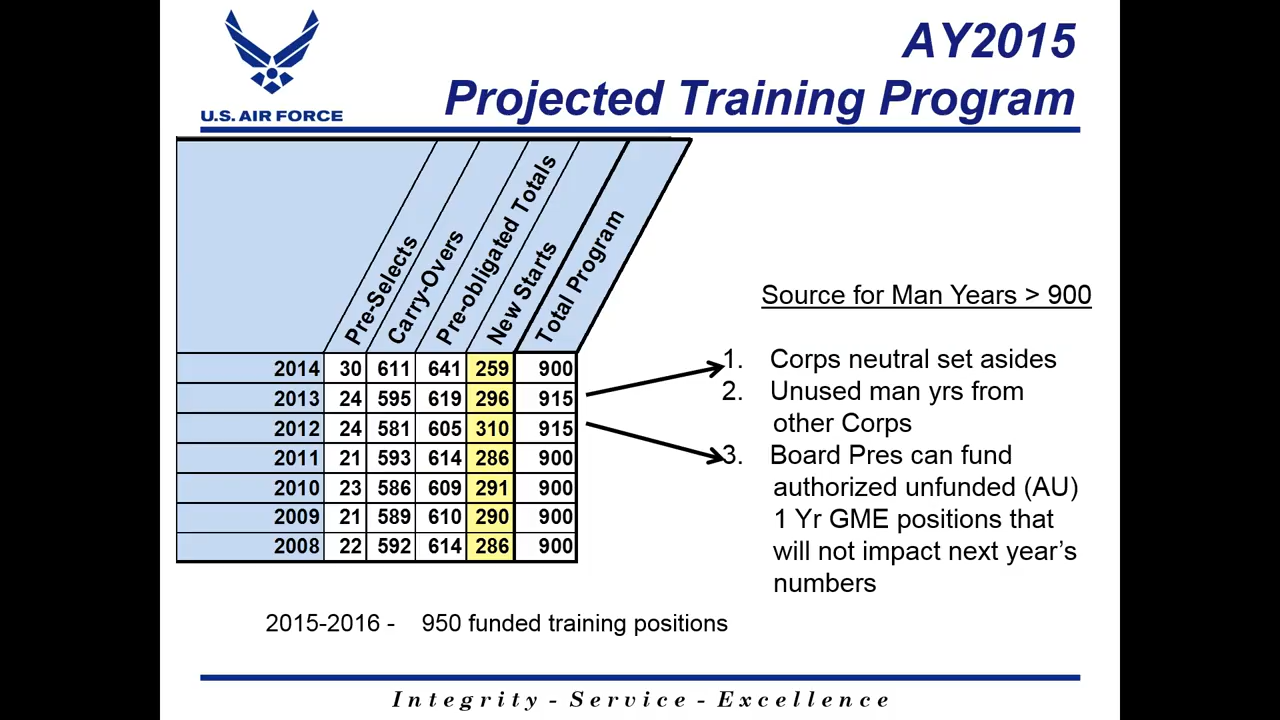 AY2015
Projected Training Program
U.S. AIR FORCE
Pre-Selects
Carry-Overs
Pre-obligated Totals
New Starts
Total Program
2014 30 611 641 259 900
2013 24 595 619 296 915
2012 24 581 605 310 915
2011 21 593 614 286 900
2010 23 586 609 291 900
2009 21 589 610 290 900
2008 22 592 614 286 900
Source for Man Years > 900
1. Corps neutral set asides
2. Unused man yrs from
other Corps
3. Board Pres can fund
authorized unfunded (AU)
1 Yr GME positions that
will not impact next year’s
numbers
2015-2016 - 950 funded training positions
Integrity - Service - Excellence